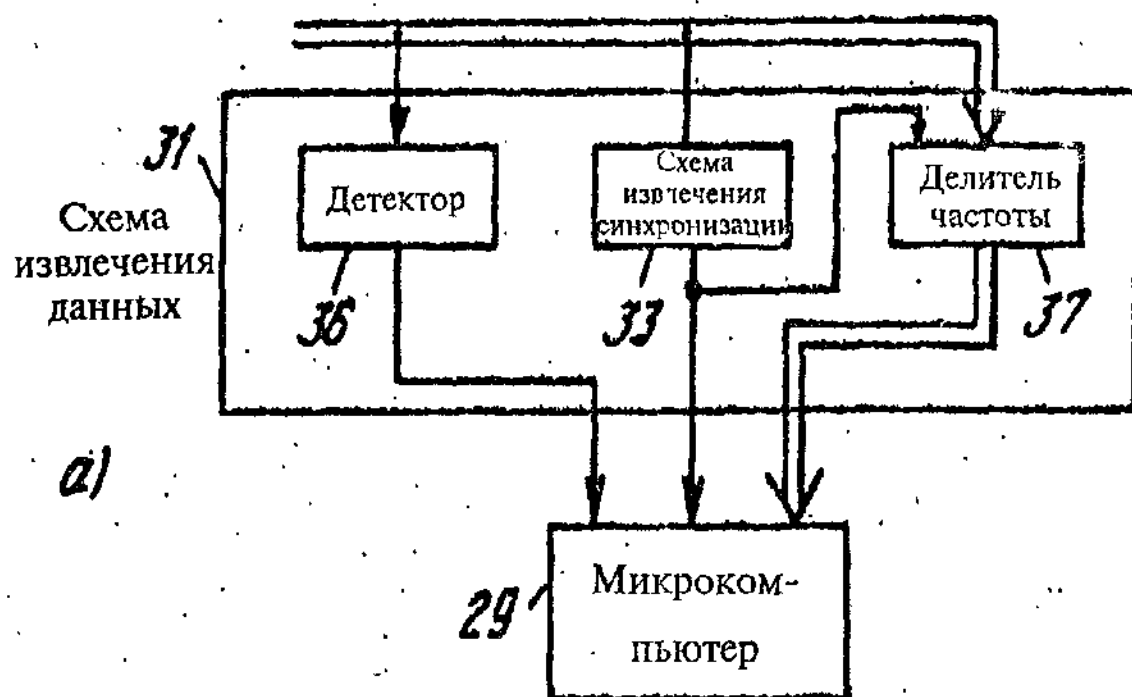 31
Схема
извлечения
данных
Детектор
36
Схема
извлечения
синхронизации
33
Делитель
частоты
37
а)
29
Микроком-
пьютер